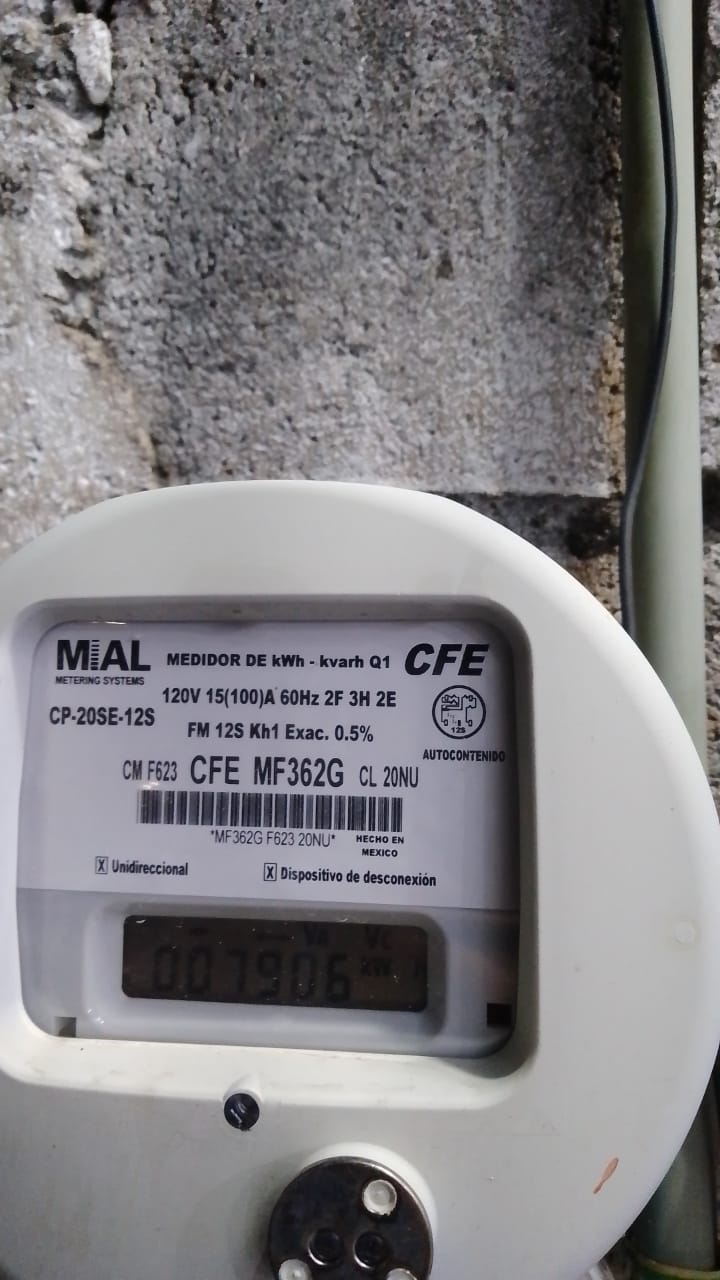 MIAL
METERING SYSTEMS
MEDIDOR DE kWh - kvarh Q1
CFE
120V 15(100)A 60Hz 2F 3H 2E
CP-20SE-12S
FM 12S Kh1 Exac. 0.5%
12S
AUTOCONTENIDO
CM F623 CFE MF362G CL 20NU
*MF362G F623 20NU*
HECHO EN
MEXICO
X Unidireccional
X Dispositivo de desconexión
VA VC
007906 kW